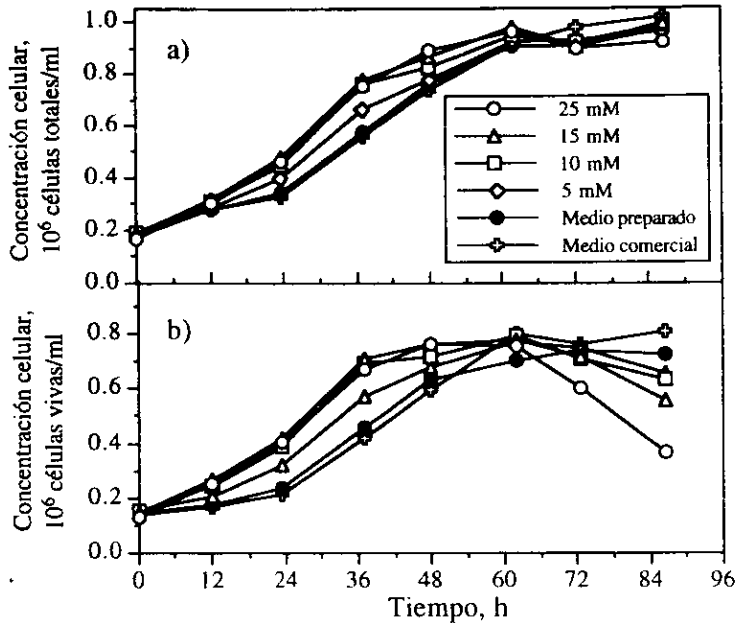 a)
Concentración celular,
10⁶ células totales/ml
1.0
0.8
0.6
0.4
0.2
0.0
25 mM
15 mM
10 mM
5 mM
Medio preparado
Medio comercial
b)
Concentración celular,
10⁶ células vivas/ml
0.8
0.6
0.4
0.2
0.0
0 12 24 36 48 60 72 84 96
Tiempo, h